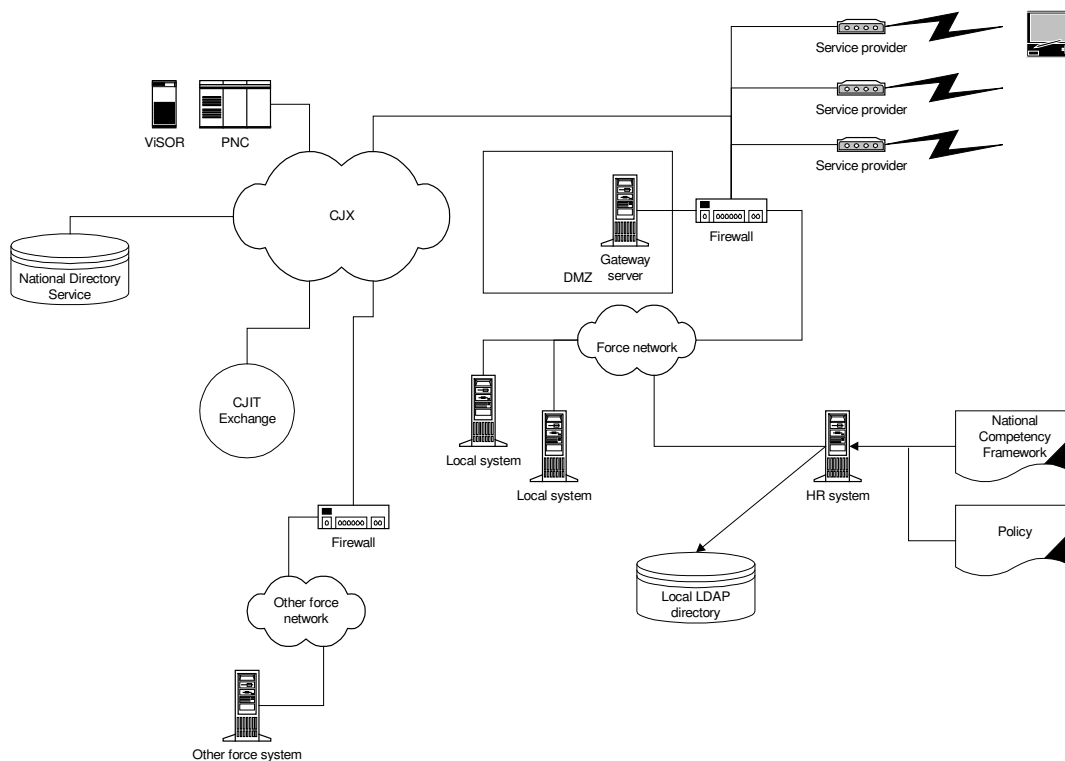 Service provider
Service provider
Service provider
ViSOR
PNC
CJX
National Directory
Service
Gateway
server
DMZ
Firewall
Force network
CJIT
Exchange
Local system
Local system
HR system
National
Competency
Framework
Policy
Firewall
Local LDAP
directory
Other force
network
Other force system